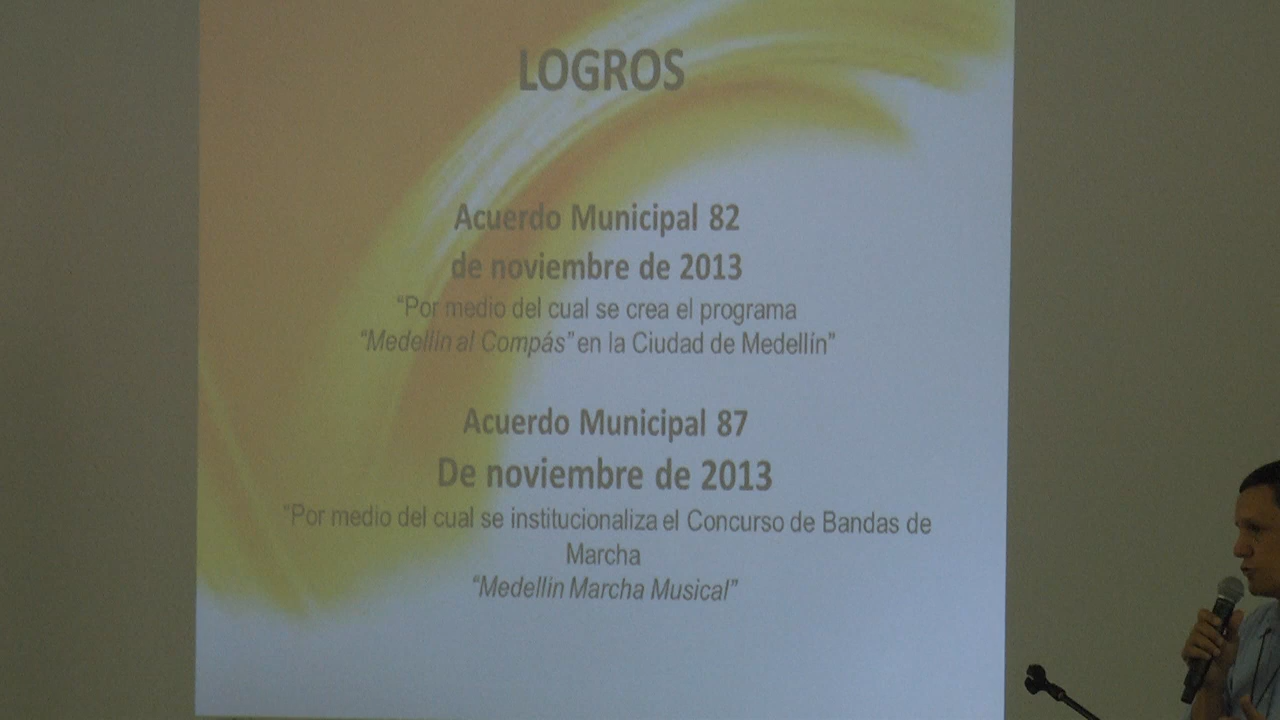 LOGROS
Acuerdo Municipal 82
de noviembre de 2013
“Por medio del cual se crea el programa
“Medellín al Compás” en la Ciudad de Medellín”
Acuerdo Municipal 87
De noviembre de 2013
“Por medio del cual se institucionaliza el Concurso de Bandas de
Marcha
“Medellín Marcha Musical”